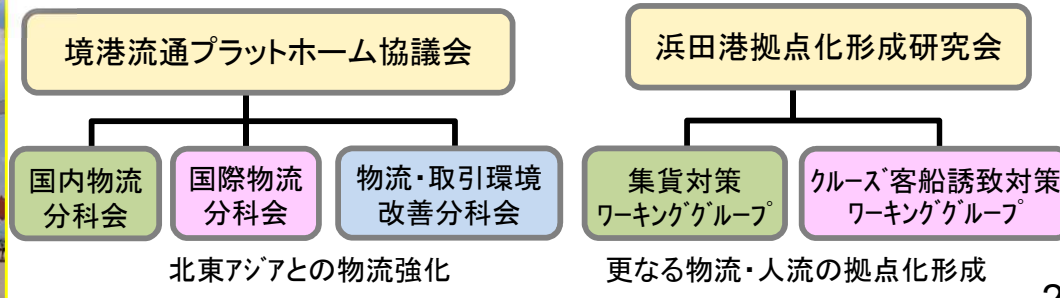 境港流通プラットホーム協議会
浜田港拠点化形成研究会
国内物流
分科会
国際物流
分科会
物流・取引環境
改善分科会
集貨対策
ワーキンググループ
クルーズ客船誘致対策
ワーキンググループ
北東アジアとの物流強化
更なる物流・人流の拠点化形成